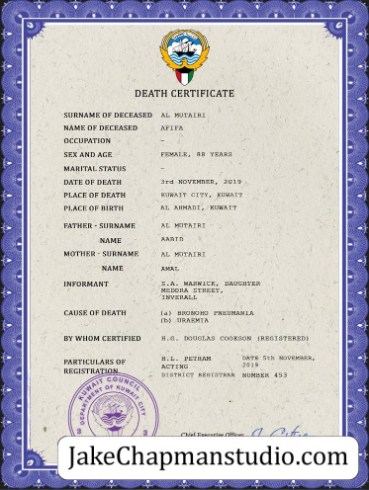 DEATH CERTIFICATE
SURNAME OF DECEASED AL MUTAIRI
NAME OF DECEASED AFIFA
OCCUPATION –
SEX AND AGE FEMALE, 88 YEARS
MARITAL STATUS –
DATE OF DEATH 3rd NOVEMBER, 2019
PLACE OF DEATH KUWAIT CITY, KUWAIT
PLACE OF BIRTH AL AHMADI, KUWAIT
FATHER - SURNAME AL MUTAIRI
NAME AABID
MOTHER - SURNAME AL MUTAIRI
NAME AMAL
INFORMANT S.A. WARWICK, DAUGHTER
MEDORA STREET,
INVERALL
CAUSE OF DEATH (a) BRONOHO PNEUMANIA
(b) URAEMIA
BY WHOM CERTIFIED H.G. DOUGLAS COOKSON (REGISTERED)
PARTICULARS OF REGISTRATION H.L. PETRAM DATE 5th NOVEMBER,
ACTING 2019
DISTRICT REGISTRAR NUMBER 453
KUWAIT COUNCIL
DEPARTMENT OF KUWAIT CITY
Chief Executive Officer
JakeChapmanstudio.com